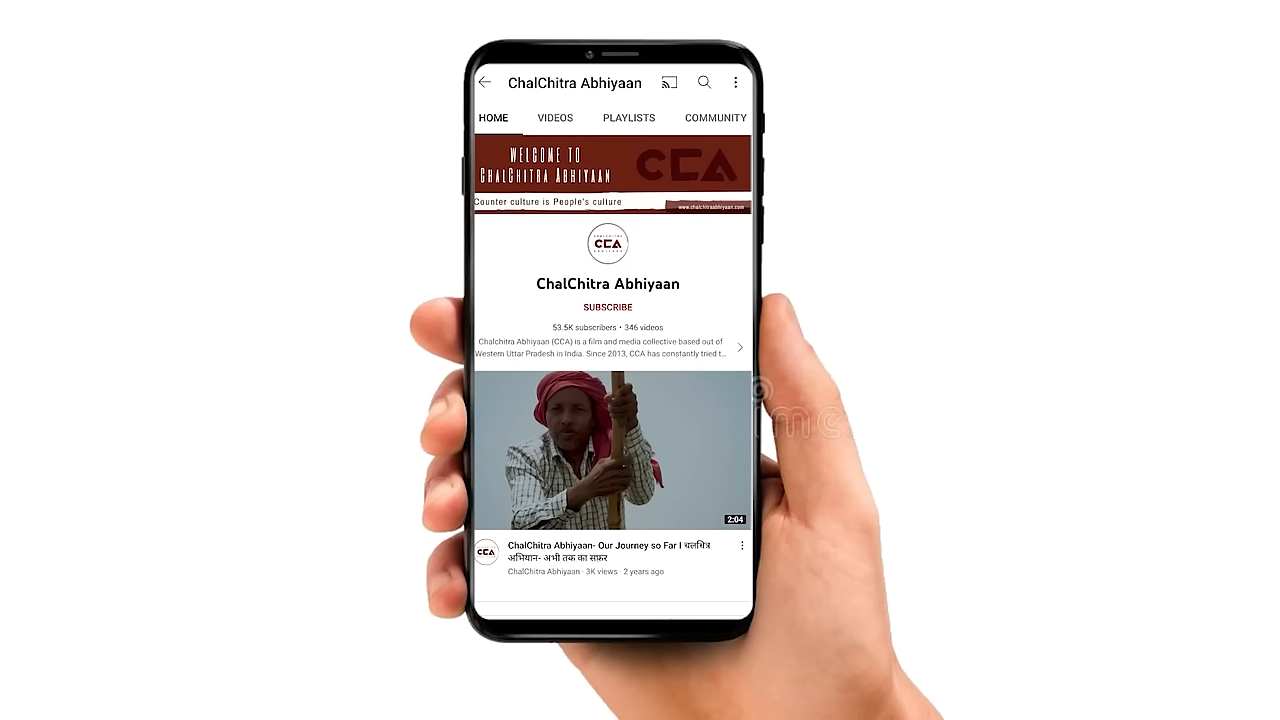 ChalChitra Abhiyaan
HOME VIDEOS PLAYLISTS COMMUNITY
WELCOME TO
CHALCHITRA ABHIYAAN
CCA
Counter culture is People's culture
www.chalchitraabhiyaan.com
CCA
ChalChitra Abhiyaan
SUBSCRIBE
53.5K subscribers • 346 videos
Chalchitra Abhiyaan (CCA) is a film and media collective based out of
Western Uttar Pradesh in India. Since 2013, CCA has constantly tried t...
2:04
CCA
ChalChitra Abhiyaan- Our Journey so Far I चलचित्र
अभियान- अभी तक का सफ़र
ChalChitra Abhiyaan · 3K views · 2 years ago